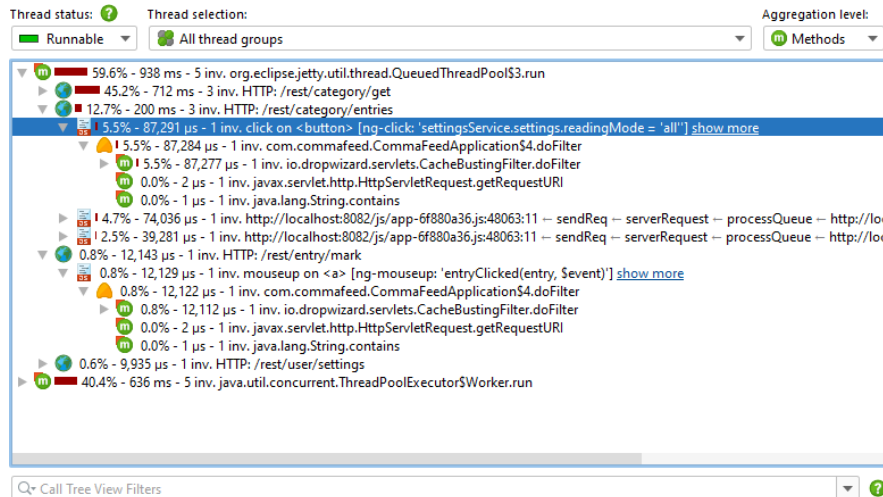 Thread status:
Thread selection:
Aggregation level:
Runnable
All thread groups
Methods
59.6% - 938 ms - 5 inv. org.eclipse.jetty.util.thread.QueuedThreadPool$3.run
45.2% - 712 ms - 3 inv. HTTP: /rest/category/get
12.7% - 200 ms - 3 inv. HTTP: /rest/category/entries
5.5% - 87,291 µs - 1 inv. click on <button> [ng-click: 'settingsService.settings.readingMode = 'all''] show more
5.5% - 87,284 µs - 1 inv. com.commafeed.CommaFeedApplication$4.doFilter
5.5% - 87,277 µs - 1 inv. io.dropwizard.servlets.CacheBustingFilter.doFilter
0.0% - 2 µs - 1 inv. javax.servlet.http.HttpServletRequest.getRequestURI
0.0% - 1 µs - 1 inv. java.lang.String.contains
4.7% - 74,036 µs - 1 inv. http://localhost:8082/js/app-6f880a36.js:48063:11 ← sendReq ← serverRequest ← processQueue ← http://loc
2.5% - 39,281 µs - 1 inv. http://localhost:8082/js/app-6f880a36.js:48063:11 ← sendReq ← serverRequest ← processQueue ← http://loc
0.8% - 12,143 µs - 1 inv. HTTP: /rest/entry/mark
0.8% - 12,129 µs - 1 inv. mouseup on <a> [ng-mouseup: 'entryClicked(entry, $event)'] show more
0.8% - 12,122 µs - 1 inv. com.commafeed.CommaFeedApplication$4.doFilter
0.8% - 12,112 µs - 1 inv. io.dropwizard.servlets.CacheBustingFilter.doFilter
0.0% - 2 µs - 1 inv. javax.servlet.http.HttpServletRequest.getRequestURI
0.0% - 1 µs - 1 inv. java.lang.String.contains
0.6% - 9,935 µs - 1 inv. HTTP: /rest/user/settings
40.4% - 636 ms - 5 inv. java.util.concurrent.ThreadPoolExecutor$Worker.run
Call Tree View Filters